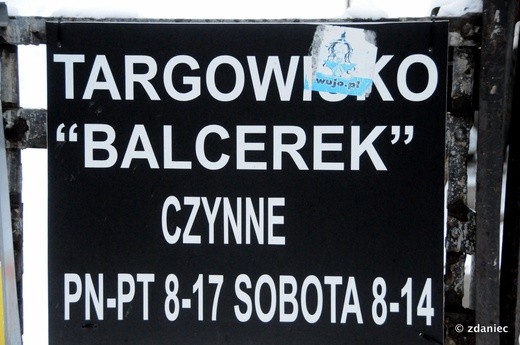 TARGOWISKO
wujo.pl
“BALCEREK”
CZYNNE
PN-PT 8-17 SOBOTA 8-14
© zdaniec